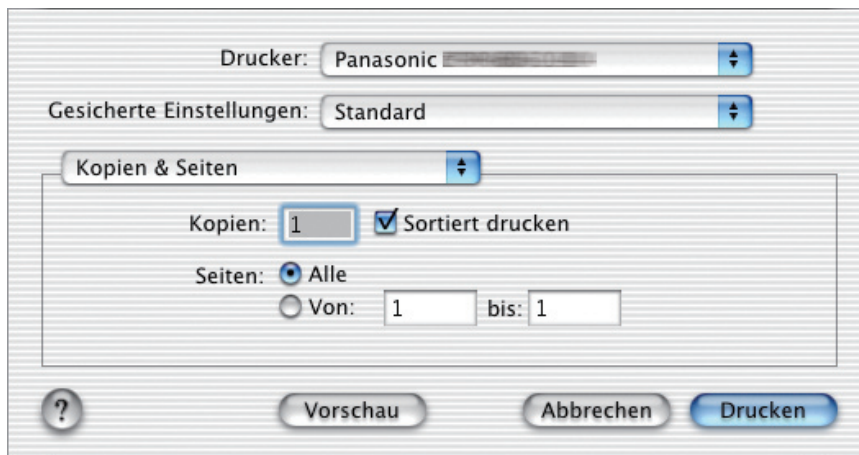 Drucker: Panasonic
Gesicherte Einstellungen: Standard
Kopien & Seiten
Kopien: 1 Sortiert drucken
Seiten: Alle
Von: 1 bis: 1
? Vorschau Abbrechen Drucken